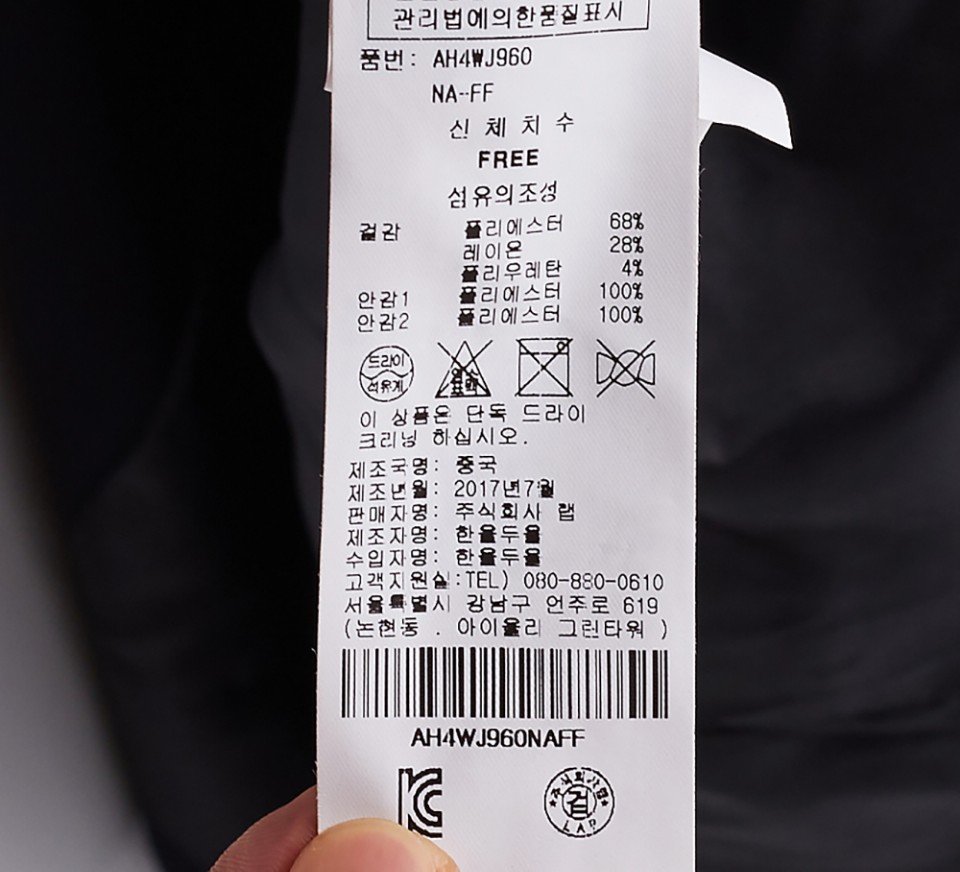 관리법에의한품질표시
품번: AH4WJ960
NA--FF
신 체 치 수
FREE
섬유의조성
겉감 폴리에스터 68%
레이온 28%
폴리우레탄 4%
안감1 폴리에스터 100%
안감2 폴리에스터 100%
드라이
석유계
염소
표백
이 상품은 단독 드라이
크리닝 하십시오.
제조국명: 중국
제조년월: 2017년7월
판매자명: 주식회사 랩
제조자명: 한올두올
수입자명: 한올두올
고객지원실:TEL) 080-880-0610
서울특별시 강남구 언주로 619
(논현동 . 아이올리 그린타워 )
AH4WJ960NAFF
KC
검
LAP